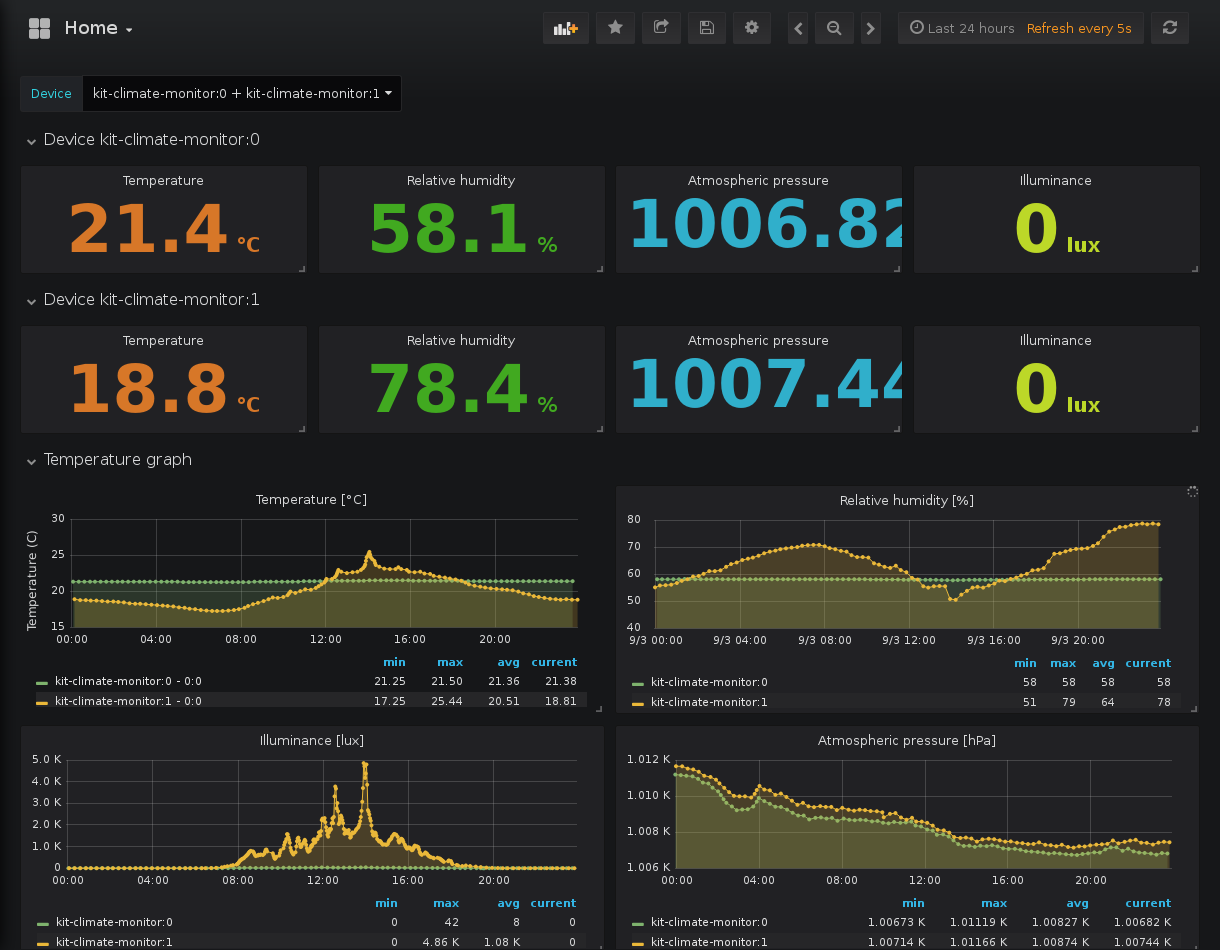 Home
Last 24 hours Refresh every 5s
Device kit-climate-monitor:0 + kit-climate-monitor:1
Device kit-climate-monitor:0
Temperature Relative humidity Atmospheric pressure Illuminance
21.4 °C 58.1 % 1006.82 0 lux
Device kit-climate-monitor:1
Temperature Relative humidity Atmospheric pressure Illuminance
18.8 °C 78.4 % 1007.44 0 lux
Temperature graph
Temperature [°C]
Temperature (C)
30
25
20
15
00:00 04:00 08:00 12:00 16:00 20:00
min max avg current
kit-climate-monitor:0 - 0:0 21.25 21.50 21.36 21.38
kit-climate-monitor:1 - 0:0 17.25 25.44 20.51 18.81
Relative humidity [%]
80
70
60
50
40
9/3 00:00 9/3 04:00 9/3 08:00 9/3 12:00 9/3 16:00 9/3 20:00
min max avg current
kit-climate-monitor:0 58 58 58 58
kit-climate-monitor:1 51 79 64 78
Illuminance [lux]
5.0 K
4.0 K
3.0 K
2.0 K
1.0 K
0
00:00 04:00 08:00 12:00 16:00 20:00
min max avg current
kit-climate-monitor:0 0 42 8 0
kit-climate-monitor:1 0 4.86 K 1.08 K 0
Atmospheric pressure [hPa]
1.012 K
1.010 K
1.008 K
1.006 K
00:00 04:00 08:00 12:00 16:00 20:00
min max avg current
kit-climate-monitor:0 1.00673 K 1.01119 K 1.00827 K 1.00682 K
kit-climate-monitor:1 1.00714 K 1.01166 K 1.00874 K 1.00744 K